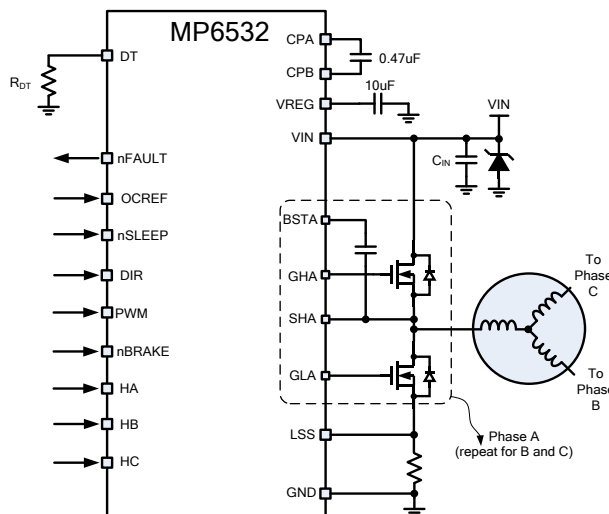 MP6532
DT
R_DT
nFAULT
OCREF
nSLEEP
DIR
PWM
nBRAKE
HA
HB
HC
CPA
0.47uF
CPB
10uF
VREG
VIN
VIN
C_IN
BSTA
GHA
SHA
GLA
LSS
GND
To
Phase
C
To
Phase
B
Phase A
(repeat for B and C)